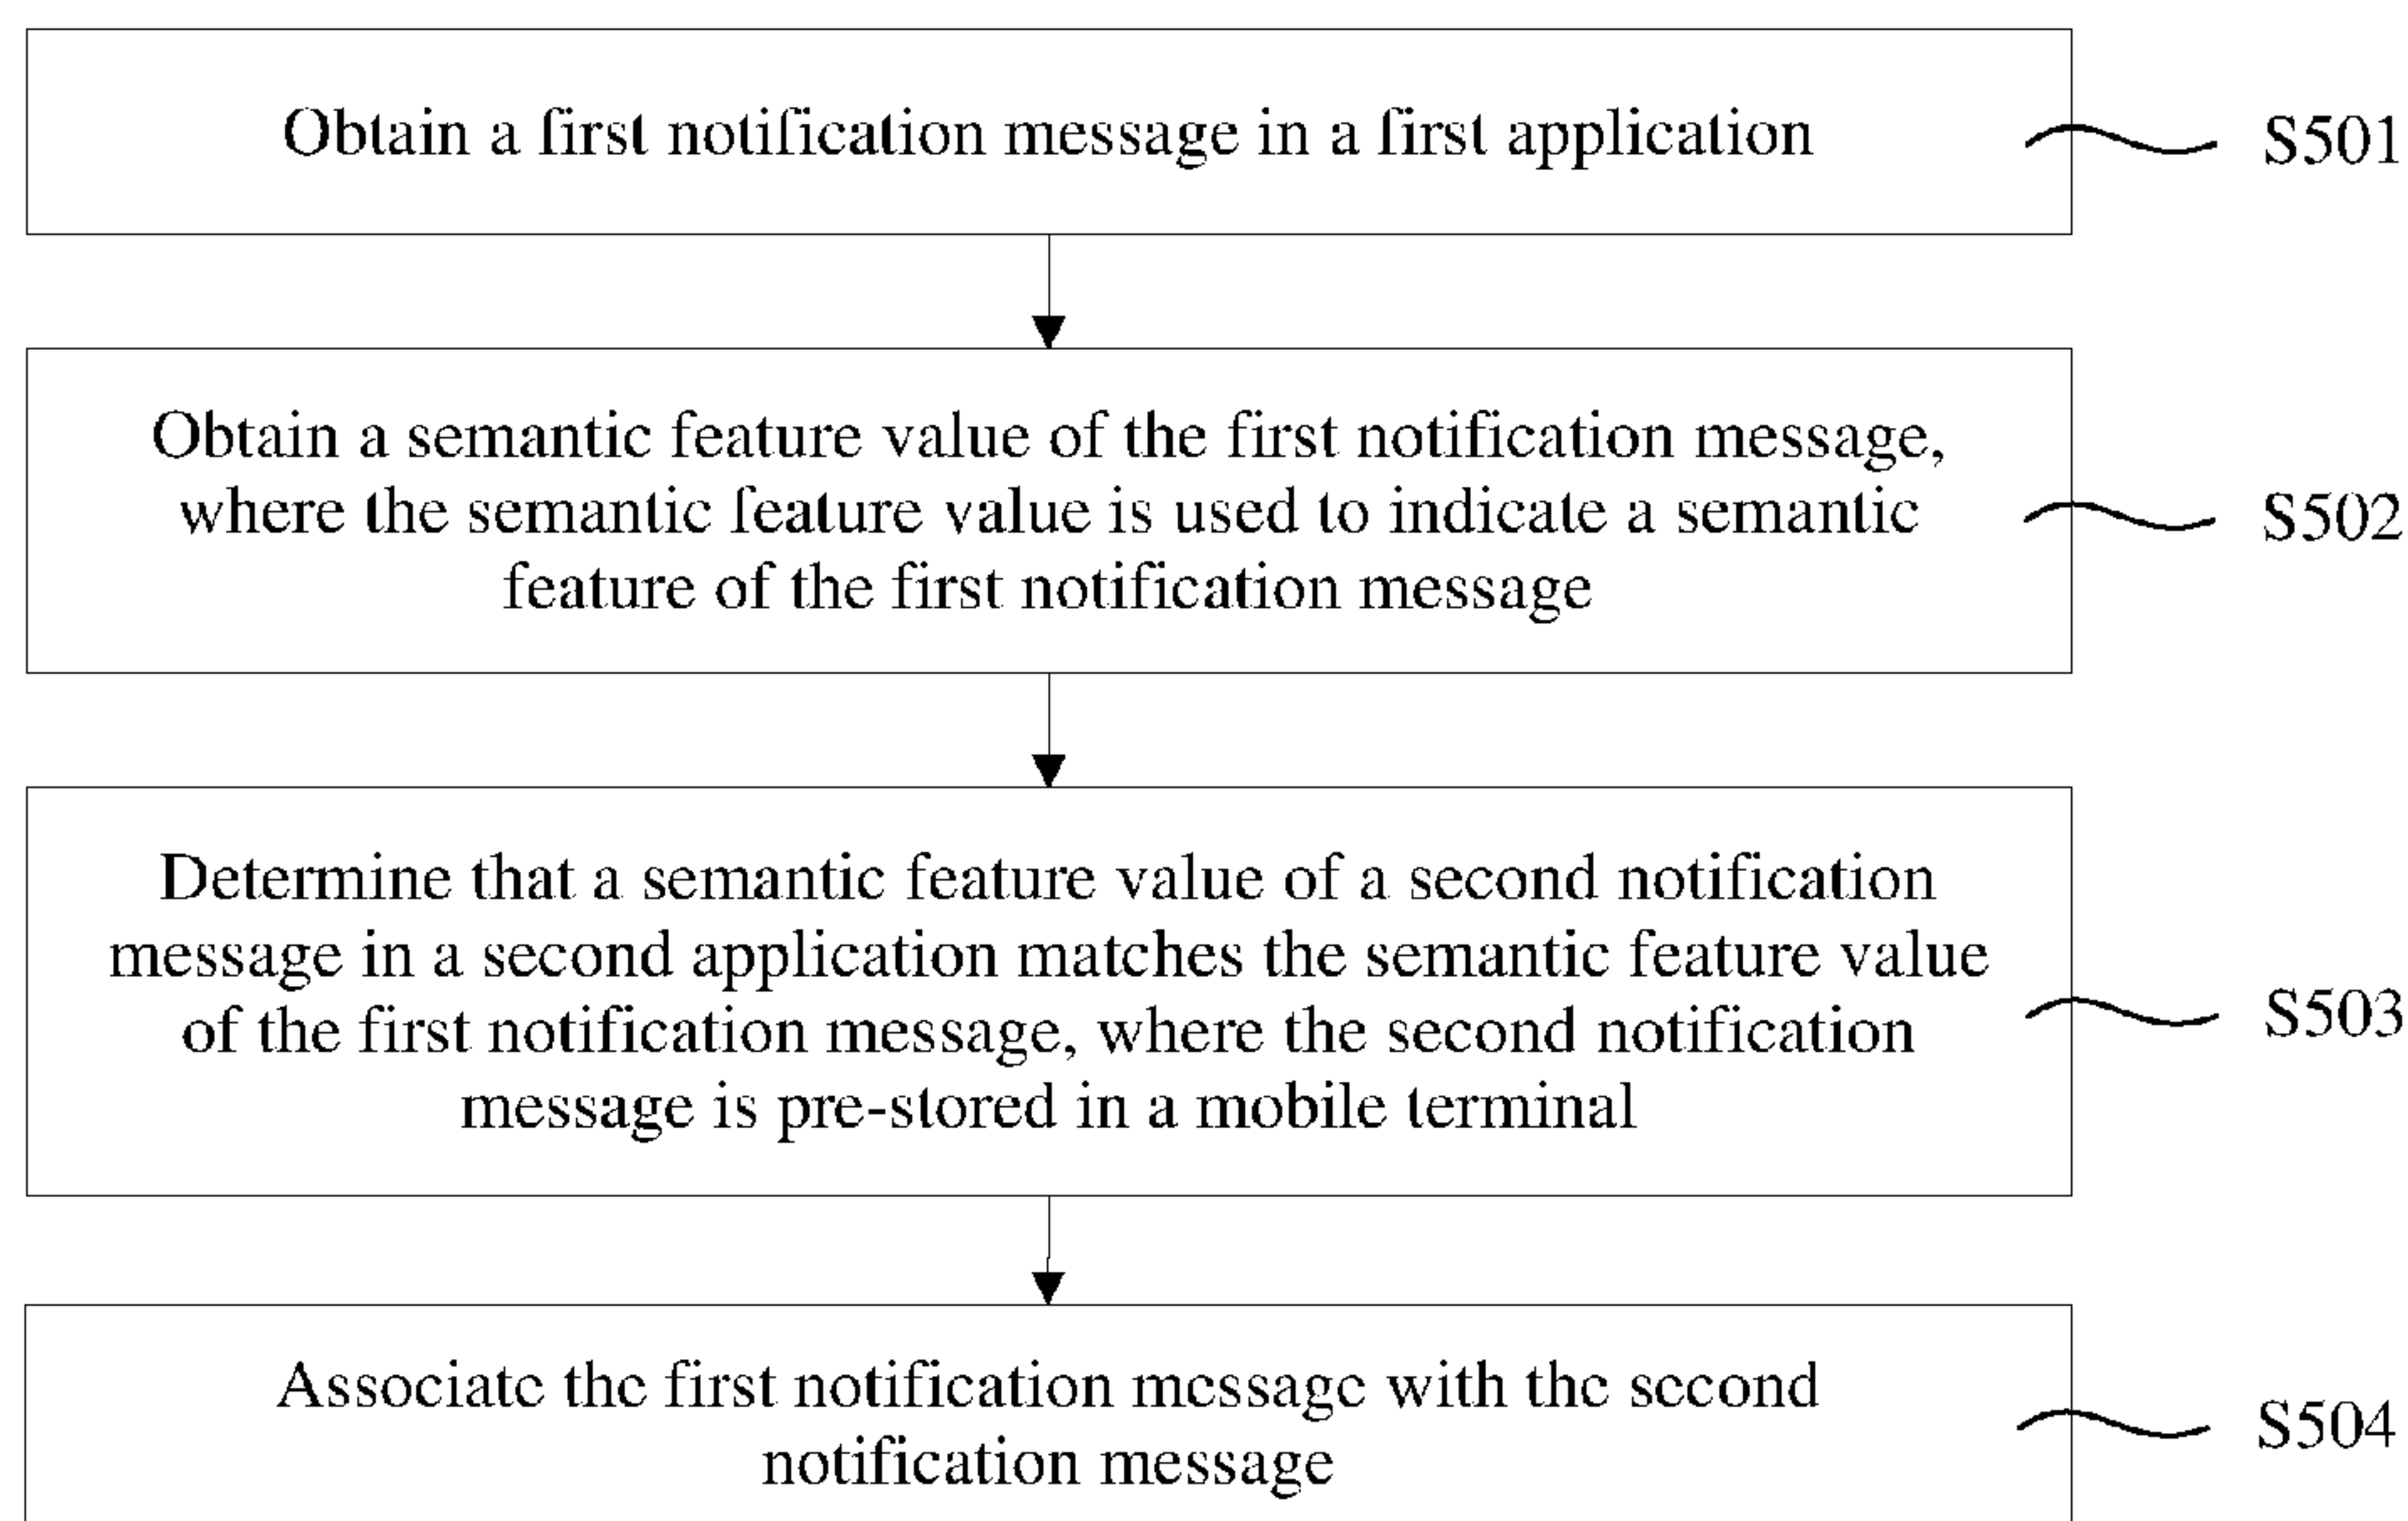 Obtain a first notification message in a first application
S501
Obtain a semantic feature value of the first notification message,
where the semantic feature value is used to indicate a semantic
feature of the first notification message
S502
Determine that a semantic feature value of a second notification
message in a second application matches the semantic feature value
of the first notification message, where the second notification
message is pre-stored in a mobile terminal
S503
Associate the first notification message with the second
notification message
S504